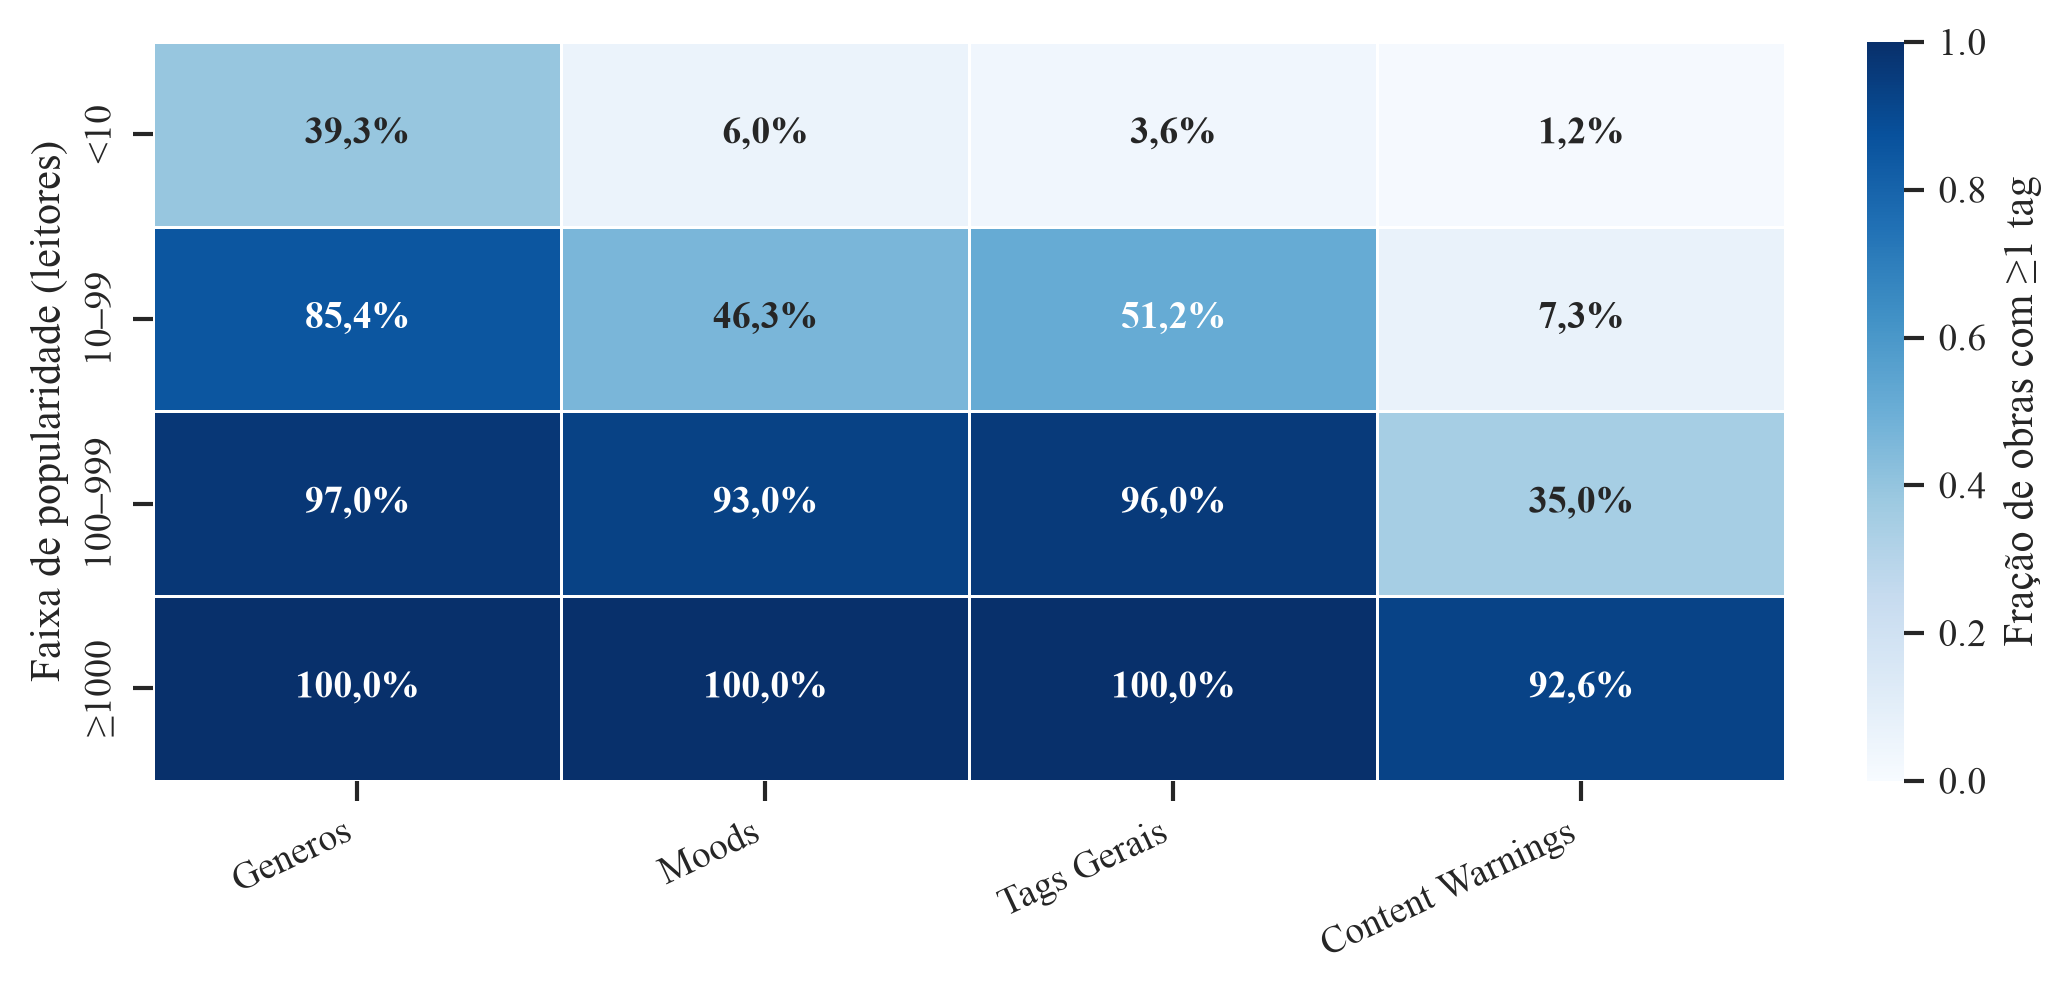 Faixa de popularidade (leitores)
<10
39,3% 6,0% 3,6% 1,2%
10–99
85,4% 46,3% 51,2% 7,3%
100–999
97,0% 93,0% 96,0% 35,0%
≥1000
100,0% 100,0% 100,0% 92,6%
Generos
Moods
Tags Gerais
Content Warnings
1.0
0.8
0.6
0.4
0.2
0.0
Fração de obras com ≥1 tag